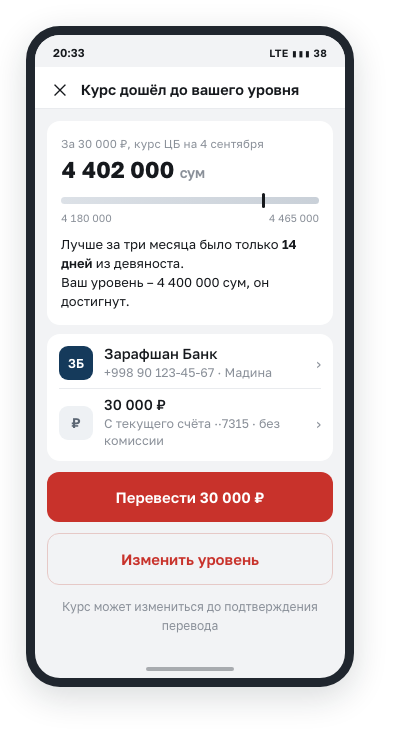 20:33
LTE ▮▮▮ 38
Курс дошёл до вашего уровня
За 30 000 ₽, курс ЦБ на 4 сентября
4 402 000 сум
4 180 000
4 465 000
Лучше за три месяца было только 14
дней из девяноста.
Ваш уровень – 4 400 000 сум, он
достигнут.
ЗБ
Зарафшан Банк
+998 90 123-45-67 · Мадина
₽
30 000 ₽
С текущего счёта ··7315 · без
комиссии
Перевести 30 000 ₽
Изменить уровень
Курс может измениться до подтверждения
перевода